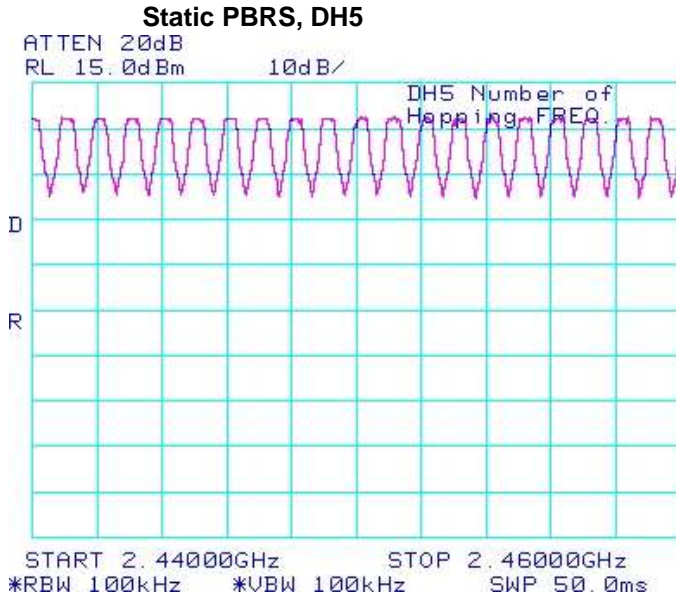 Static PBRS, DH5
ATTEN 20dB
RL 15.0dBm 10dB/
DH5 Number of
Hopping FREQ.
D
R
START 2.44000GHz STOP 2.46000GHz
*RBW 100kHz *VBW 100kHz SWP 50.0ms